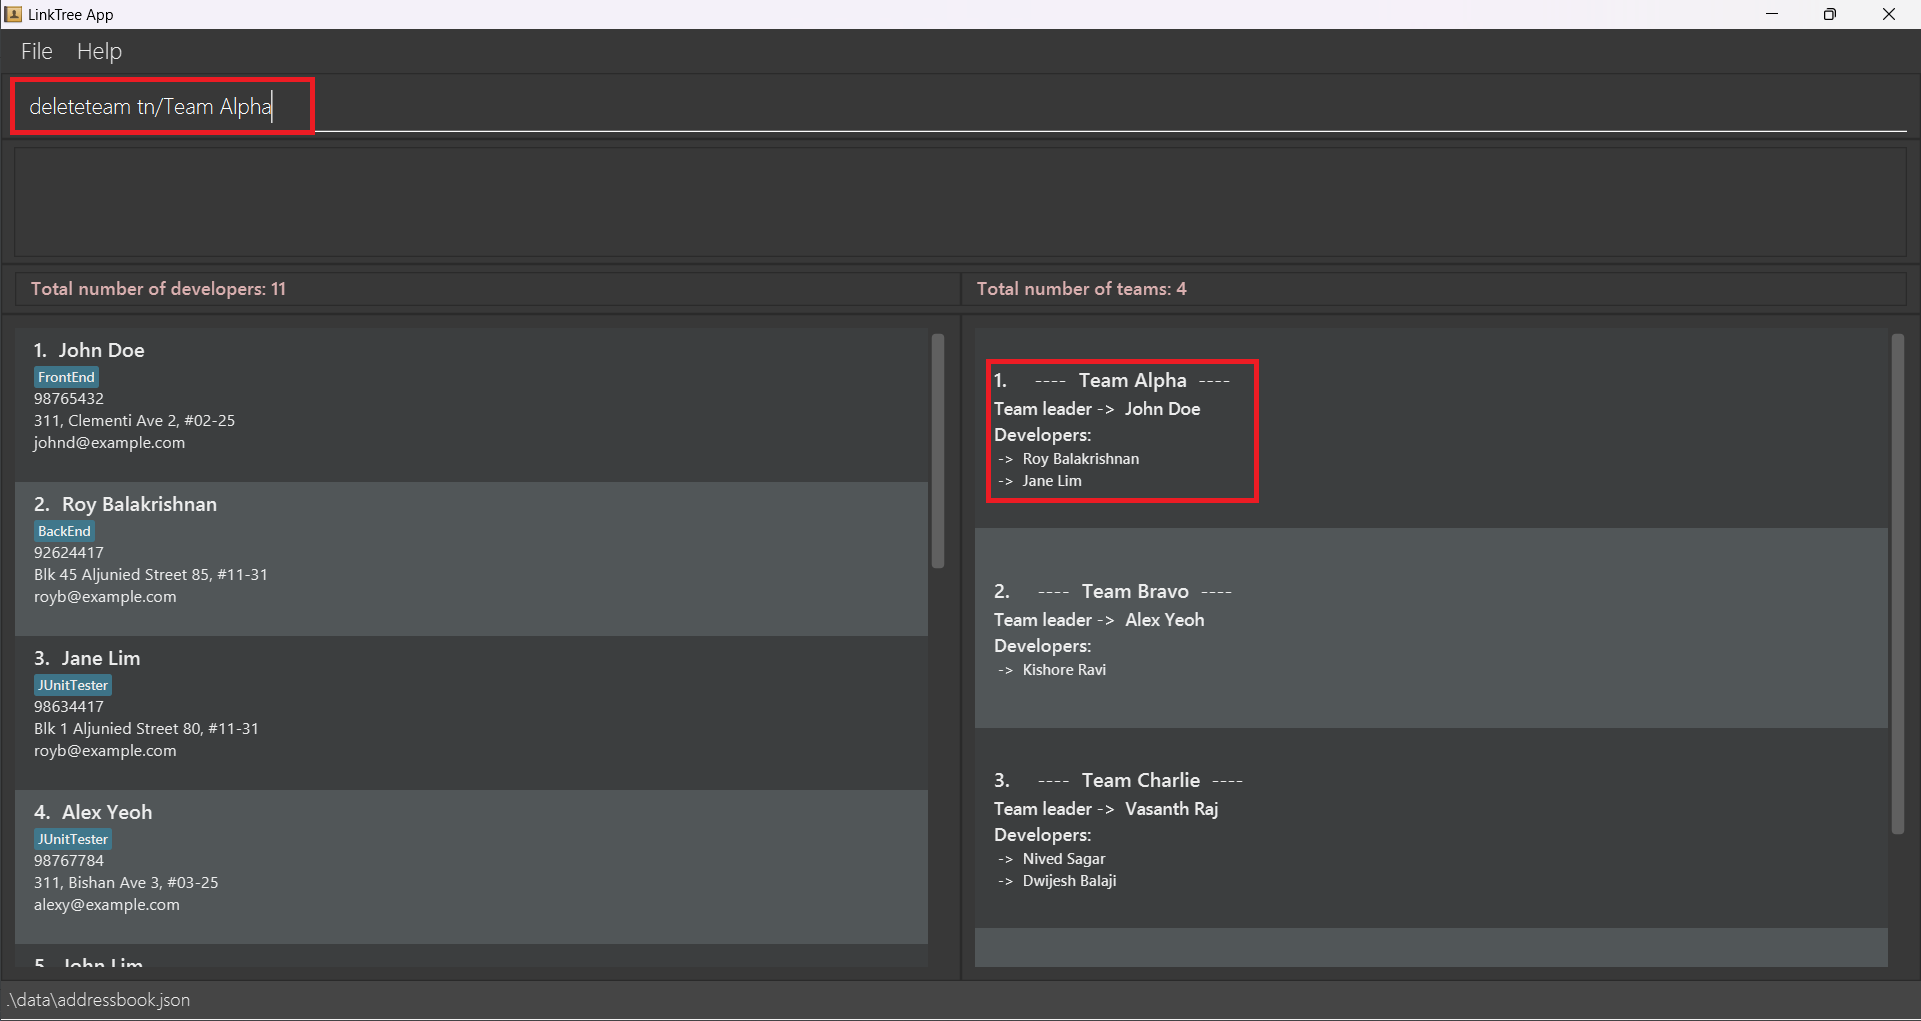 LinkTree App
File Help
deleteteam tn/Team Alpha
Total number of developers: 11
Total number of teams: 4
1. John Doe
FrontEnd
98765432
311, Clementi Ave 2, #02-25
johnd@example.com
2. Roy Balakrishnan
BackEnd
92624417
Blk 45 Aljunied Street 85, #11-31
royb@example.com
3. Jane Lim
JUnitTester
98634417
Blk 1 Aljunied Street 80, #11-31
royb@example.com
4. Alex Yeoh
JUnitTester
98767784
311, Bishan Ave 3, #03-25
alexy@example.com
5. John Lim
1. ---- Team Alpha ----
Team leader -> John Doe
Developers:
-> Roy Balakrishnan
-> Jane Lim
2. ---- Team Bravo ----
Team leader -> Alex Yeoh
Developers:
-> Kishore Ravi
3. ---- Team Charlie ----
Team leader -> Vasanth Raj
Developers:
-> Nived Sagar
-> Dwijesh Balaji
.\data\addressbook.json